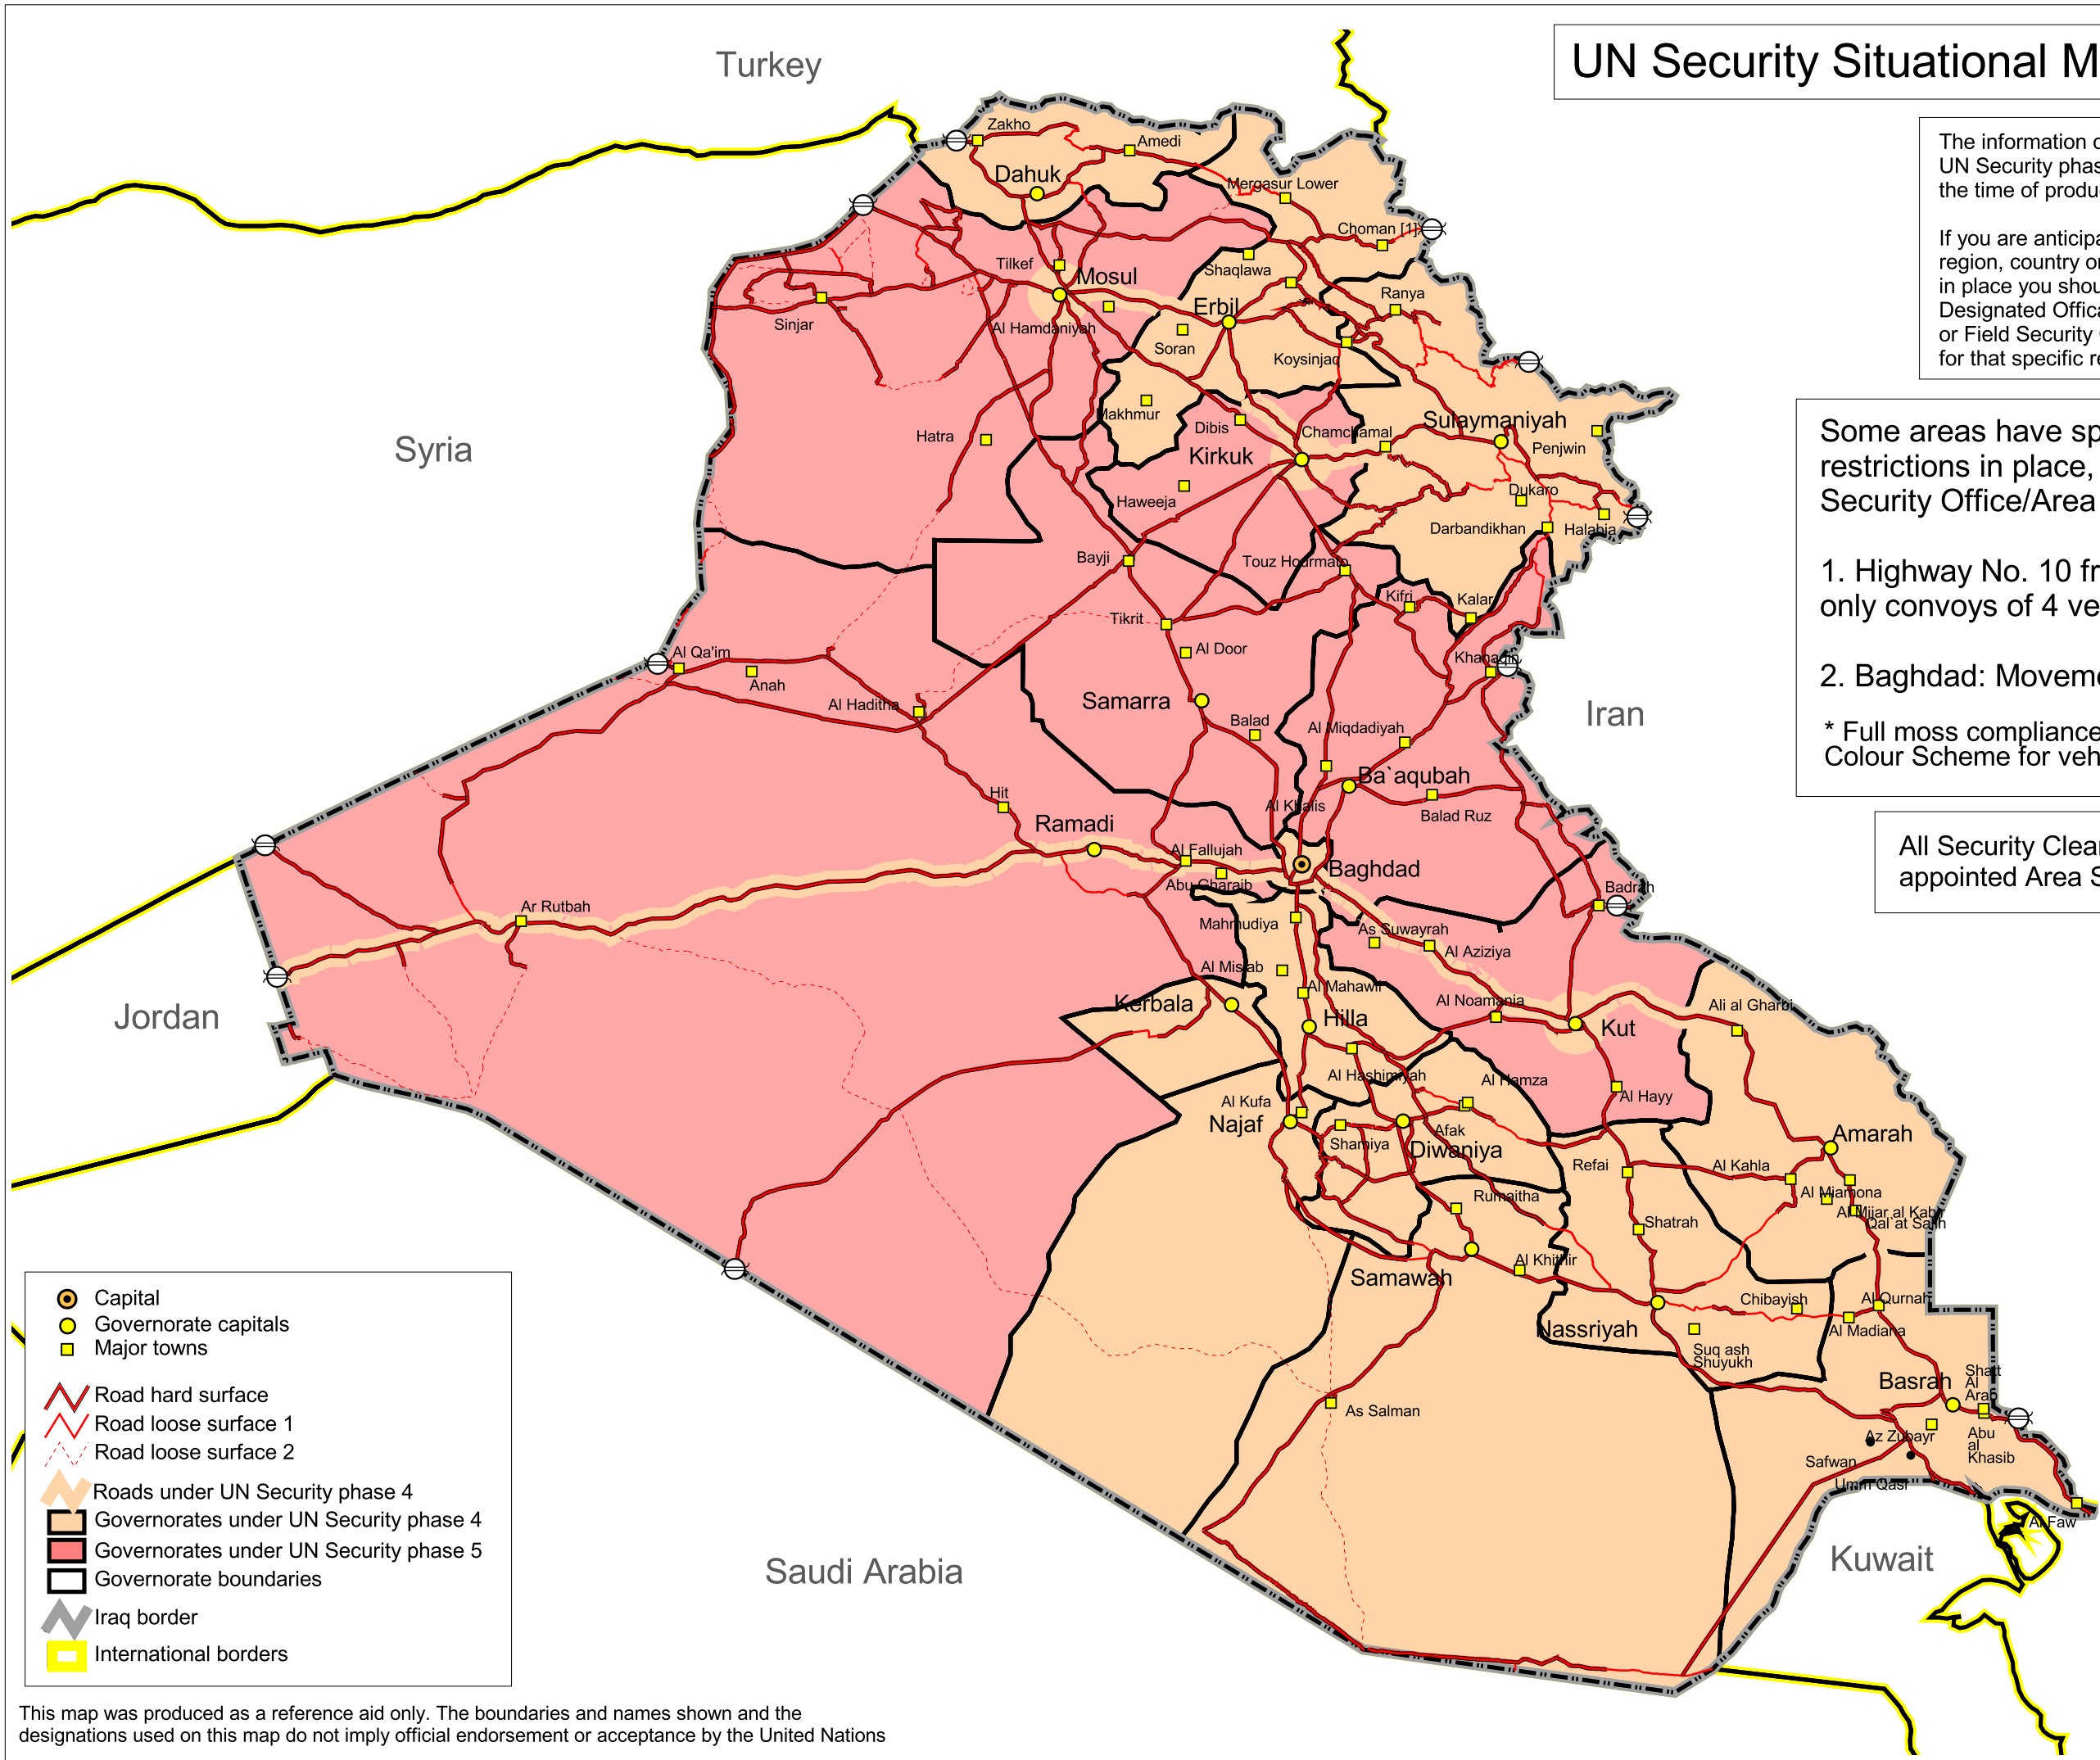 UN Security Situational M
Turkey
The information
UN Security phas
the time of produ
If you are anticipa
region, country or
in place you shou
Designated Offica
or Field Security
for that specific re
Some areas have sp
restrictions in place,
Security Office/Area
1. Highway No. 10 fr
only convoys of 4 ve
2. Baghdad: Moveme
* Full moss compliance
Colour Scheme for veh
All Security Clear
appointed Area S
Zakho
Amedi
Dahuk
Mergasur Lower
Choman [1]
Tilkef
Mosul
Shaqlawa
Ranya
Sinjar
Al Hamdaniyah
Erbil
Soran
Koysinjaq
Makhmur
Syria
Hatra
Dibis
Chamchamal
Sulaymaniyah
Penjwin
Kirkuk
Haweeja
Dukaro
Darbandikhan
Halabja
Bayji
Touz Hourmato
Kifri
Kalar
Tikrit
Al Door
Al Qa'im
Anah
Khanaqin
Al Haditha
Samarra
Balad
Al Miqdadiyah
Iran
Hit
Ba`aqubah
Al Khalis
Balad Ruz
Ramadi
Al Fallujah
Abu Gharaib
Baghdad
Badrah
Ar Rutbah
Mahmudiya
As Suwayrah
Al Aziziya
Al Misiab
Al Mahawil
Kerbala
Al Noamania
Ali al Gharbi
Jordan
Hilla
Kut
Al Hashimiyah
Al Hamza
Al Hayy
Al Kufa
Najaf
Shamiya
Afak
Diwaniya
Amarah
Refai
Al Kahla
Al Miamona
Rumaitha
Shatrah
Al Mijar al Kabir
Qal at Salih
Al Khithir
Samawah
Chibayish
Al Qurnah
Nassriyah
Al Madiana
Suq ash
Shuyukh
Basrah
Shatt
Al
Arab
As Salman
Az Zubayr
Abu
al
Khasib
Safwan
Umm Qasr
Al Faw
Kuwait
Saudi Arabia
Capital
Governorate capitals
Major towns
Road hard surface
Road loose surface 1
Road loose surface 2
Roads under UN Security phase 4
Governorates under UN Security phase 4
Governorates under UN Security phase 5
Governorate boundaries
Iraq border
International borders
This map was produced as a reference aid only. The boundaries and names shown and the
designations used on this map do not imply official endorsement or acceptance by the United Nations